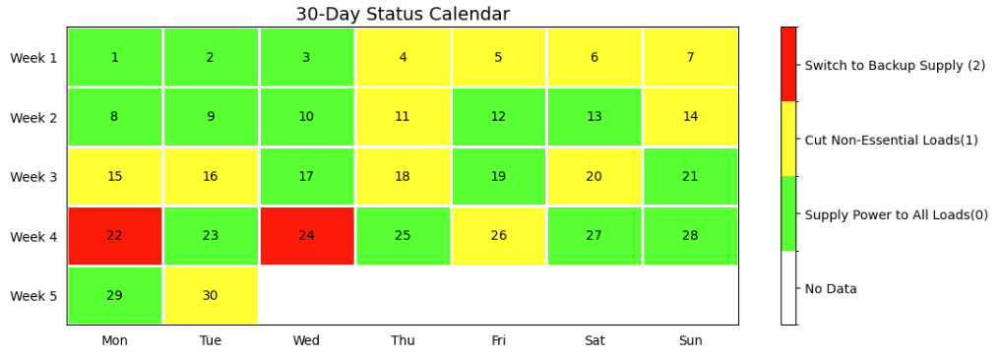 30-Day Status Calendar
Week 1 1 2 3 4 5 6 7
Week 2 8 9 10 11 12 13 14
Week 3 15 16 17 18 19 20 21
Week 4 22 23 24 25 26 27 28
Week 5 29 30
Mon Tue Wed Thu Fri Sat Sun
Switch to Backup Supply (2)
Cut Non-Essential Loads(1)
Supply Power to All Loads(0)
No Data